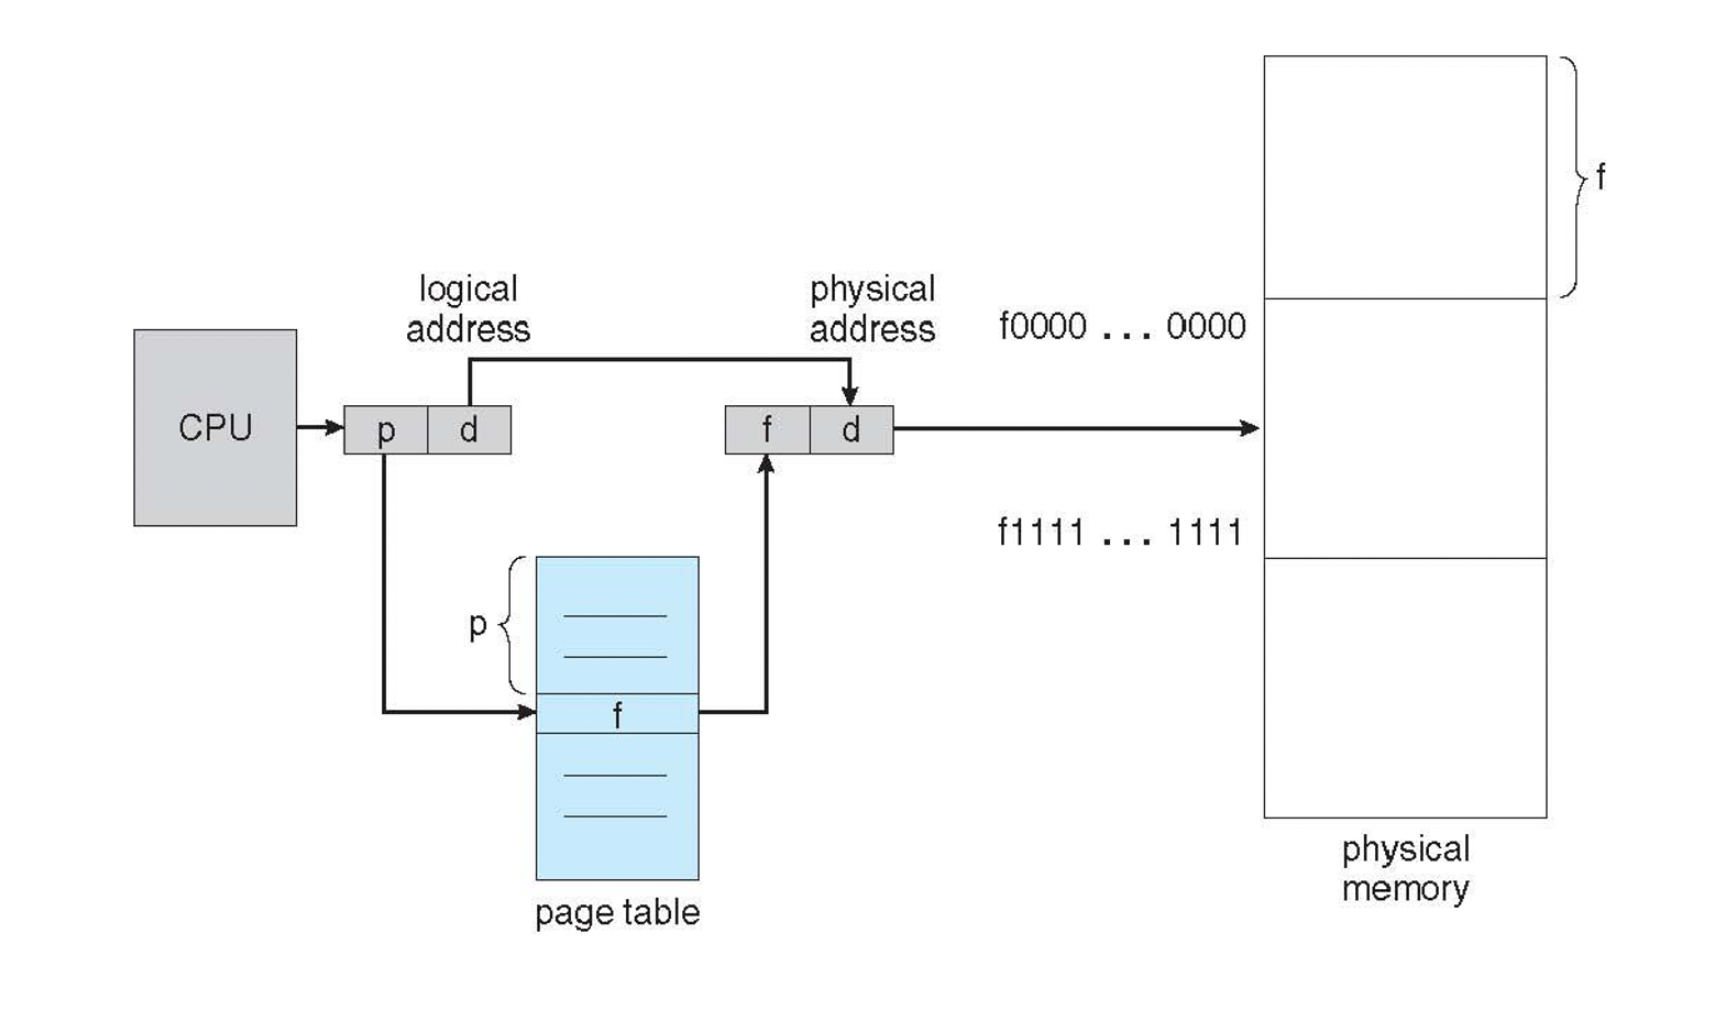 f
logical
address
physical
address
f0000 ... 0000
CPU
p
d
f
d
f1111 ... 1111
p
f
page table
physical
memory